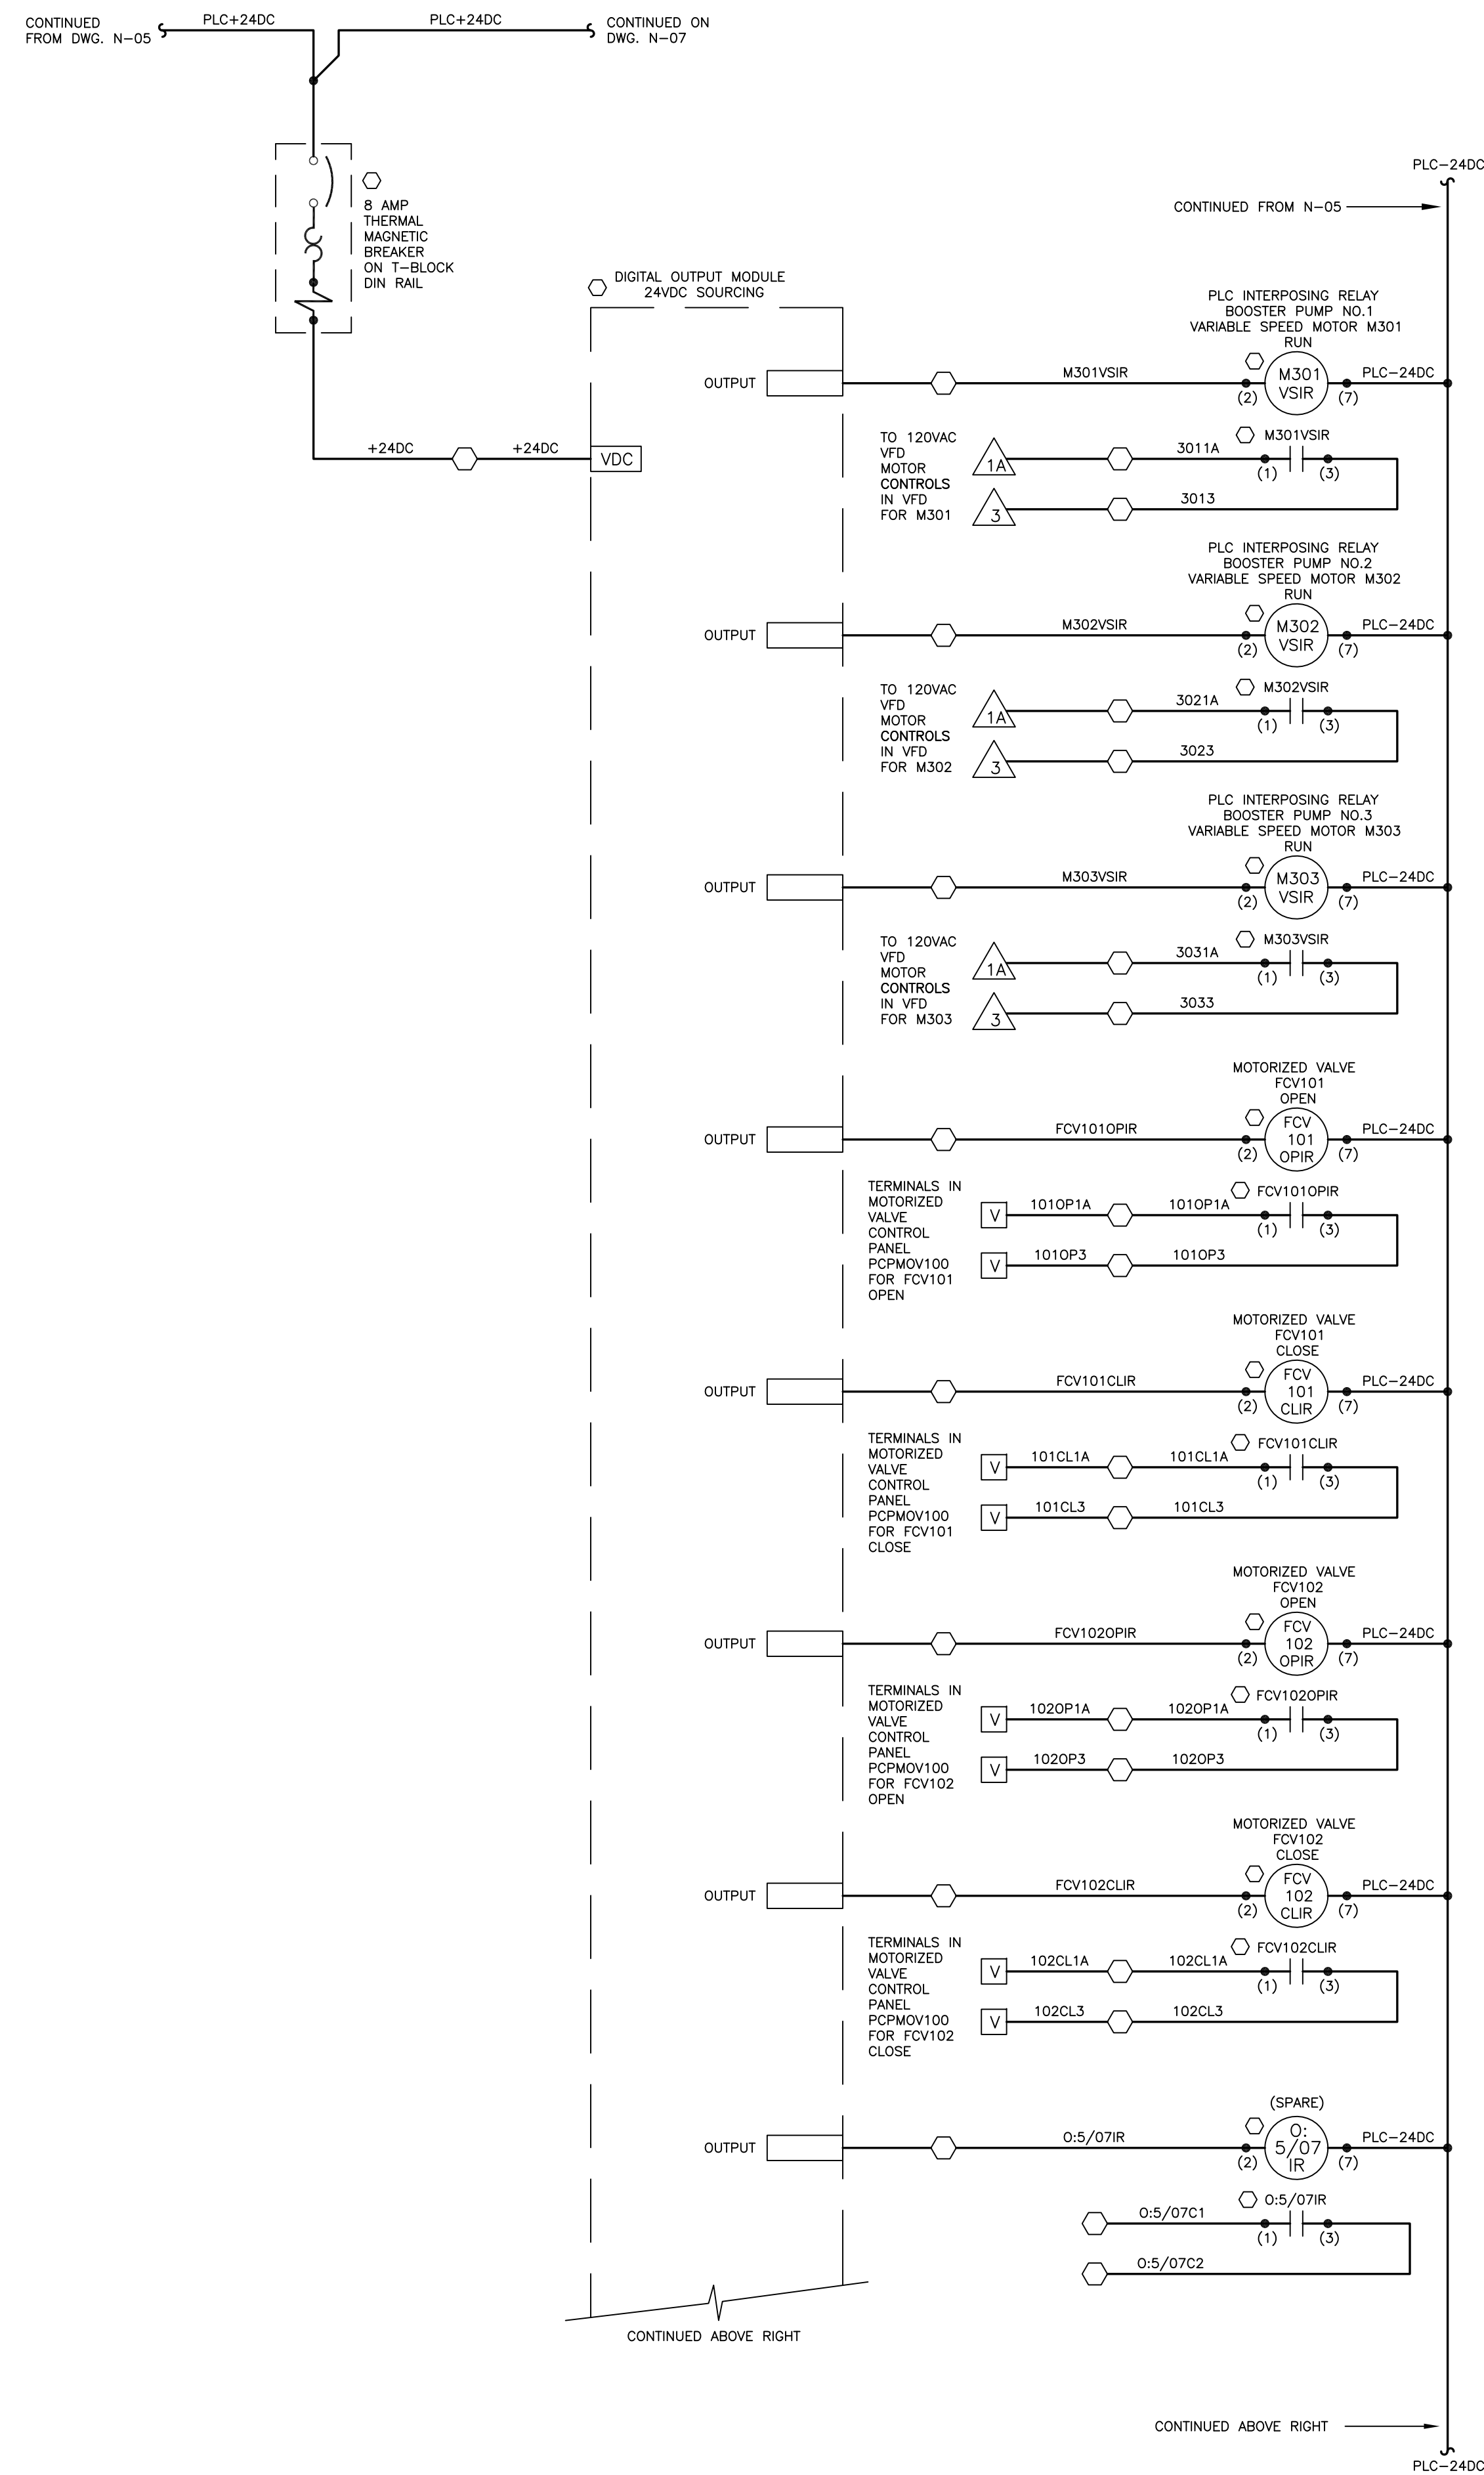 CONTINUED
FROM DWG. N-05
PLC+24DC
PLC+24DC
CONTINUED ON
DWG. N-07
8 AMP
THERMAL
MAGNETIC
BREAKER
ON T-BLOCK
DIN RAIL
PLC-24DC
CONTINUED FROM N-05
DIGITAL OUTPUT MODULE
24VDC SOURCING
+24DC
+24DC
VDC
PLC INTERPOSING RELAY
BOOSTER PUMP NO.1
VARIABLE SPEED MOTOR M301
RUN
OUTPUT
M301VSIR
(2)
M301
VSIR
(7)
PLC-24DC
TO 120VAC
VFD
MOTOR
CONTROLS
IN VFD
FOR M301
1A
3011A
M301VSIR
(1)
(3)
3
3013
PLC INTERPOSING RELAY
BOOSTER PUMP NO.2
VARIABLE SPEED MOTOR M302
RUN
OUTPUT
M302VSIR
(2)
M302
VSIR
(7)
PLC-24DC
TO 120VAC
VFD
MOTOR
CONTROLS
IN VFD
FOR M302
1A
3021A
M302VSIR
(1)
(3)
3
3023
PLC INTERPOSING RELAY
BOOSTER PUMP NO.3
VARIABLE SPEED MOTOR M303
RUN
OUTPUT
M303VSIR
(2)
M303
VSIR
(7)
PLC-24DC
TO 120VAC
VFD
MOTOR
CONTROLS
IN VFD
FOR M303
1A
3031A
M303VSIR
(1)
(3)
3
3033
MOTORIZED VALVE
FCV101
OPEN
OUTPUT
FCV101OPIR
(2)
FCV
101
OPIR
(7)
PLC-24DC
TERMINALS IN
MOTORIZED
VALVE
CONTROL
PANEL
PCPMOV100
FOR FCV101
OPEN
V
101OP1A
101OP1A
FCV101OPIR
(1)
(3)
V
101OP3
101OP3
MOTORIZED VALVE
FCV101
CLOSE
OUTPUT
FCV101CLIR
(2)
FCV
101
CLIR
(7)
PLC-24DC
TERMINALS IN
MOTORIZED
VALVE
CONTROL
PANEL
PCPMOV100
FOR FCV101
CLOSE
V
101CL1A
101CL1A
FCV101CLIR
(1)
(3)
V
101CL3
101CL3
MOTORIZED VALVE
FCV102
OPEN
OUTPUT
FCV102OPIR
(2)
FCV
102
OPIR
(7)
PLC-24DC
TERMINALS IN
MOTORIZED
VALVE
CONTROL
PANEL
PCPMOV100
FOR FCV102
OPEN
V
102OP1A
102OP1A
FCV102OPIR
(1)
(3)
V
102OP3
102OP3
MOTORIZED VALVE
FCV102
CLOSE
OUTPUT
FCV102CLIR
(2)
FCV
102
CLIR
(7)
PLC-24DC
TERMINALS IN
MOTORIZED
VALVE
CONTROL
PANEL
PCPMOV100
FOR FCV102
CLOSE
V
102CL1A
102CL1A
FCV102CLIR
(1)
(3)
V
102CL3
102CL3
(SPARE)
OUTPUT
O:5/07IR
(2)
O:
5/07
IR
(7)
PLC-24DC
O:5/07C1
O:5/07IR
(1)
(3)
O:5/07C2
CONTINUED ABOVE RIGHT
CONTINUED ABOVE RIGHT
PLC-24DC